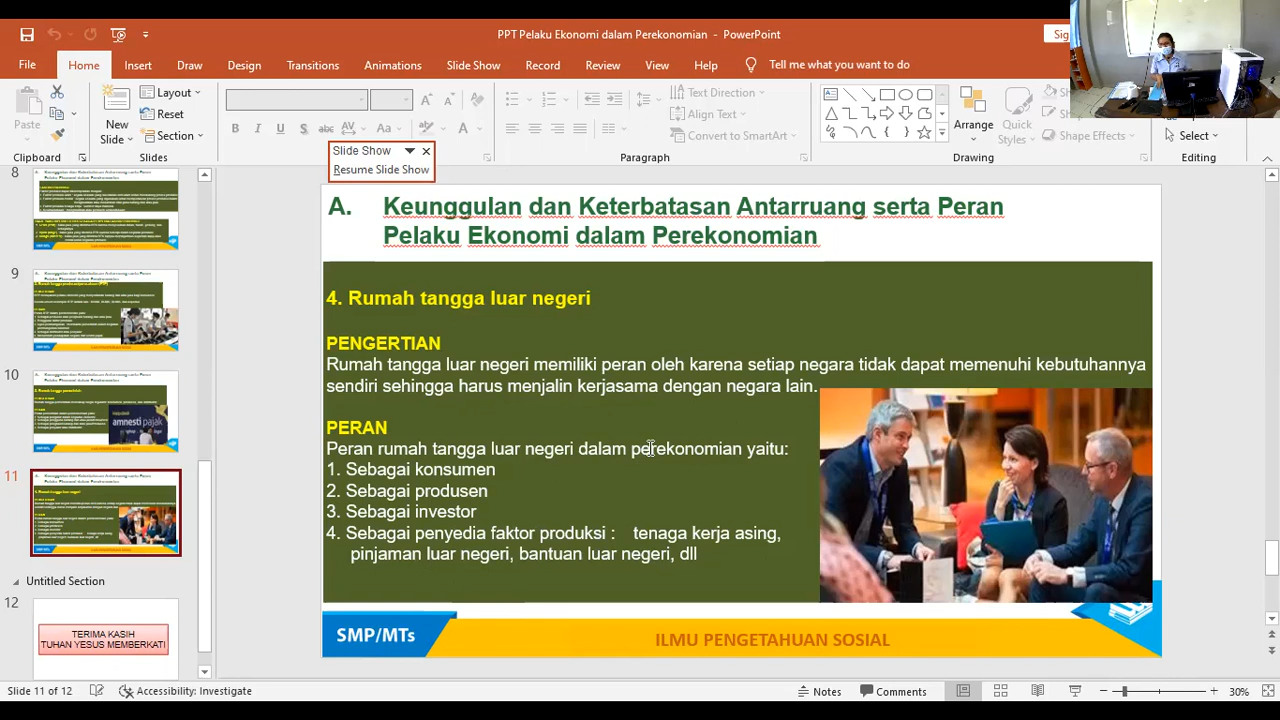 PPT Pelaku Ekonomi dalam Perekonomian - PowerPoint
Sig
File Home Insert Draw Design Transitions Animations Slide Show Record Review View Help Tell me what you want to do
Paste
New Slide
Layout
Reset
Section
B I U S abc AV Aa A
Text Direction
Align Text
Convert to SmartArt
Arrange
Quick Styles
Shape Effects
Select
Clipboard Slides Paragraph Drawing Editing
Slide Show
Resume Slide Show
8
9
10
amnesti pajak
11
Untitled Section
12
TERIMA KASIH
TUHAN YESUS MEMBERKATI
A. Keunggulan dan Keterbatasan Antarruang serta Peran
Pelaku Ekonomi dalam Perekonomian
4. Rumah tangga luar negeri
PENGERTIAN
Rumah tangga luar negeri memiliki peran oleh karena setiap negara tidak dapat memenuhi kebutuhannya
sendiri sehingga harus menjalin kerjasama dengan negara lain.
PERAN
Peran rumah tangga luar negeri dalam perekonomian yaitu:
1. Sebagai konsumen
2. Sebagai produsen
3. Sebagai investor
4. Sebagai penyedia faktor produksi : tenaga kerja asing,
pinjaman luar negeri, bantuan luar negeri, dll
SMP/MTs
ILMU PENGETAHUAN SOSIAL
Slide 11 of 12 Accessibility: Investigate Notes Comments 30%